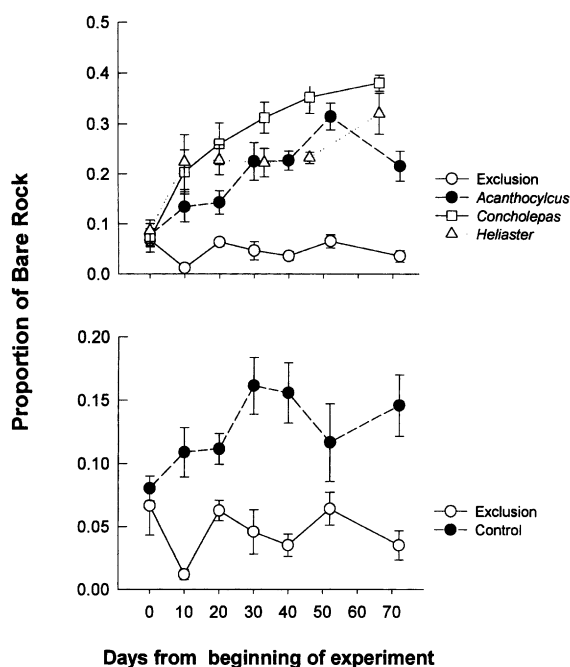 Proportion of Bare Rock
0.5
0.4
0.3
0.2
0.1
0.0
Exclusion
Acanthocylcus
Concholepas
Heliaster
0.20
0.15
0.10
0.05
0.00
Exclusion
Control
0 10 20 30 40 50 60 70
Days from beginning of experiment